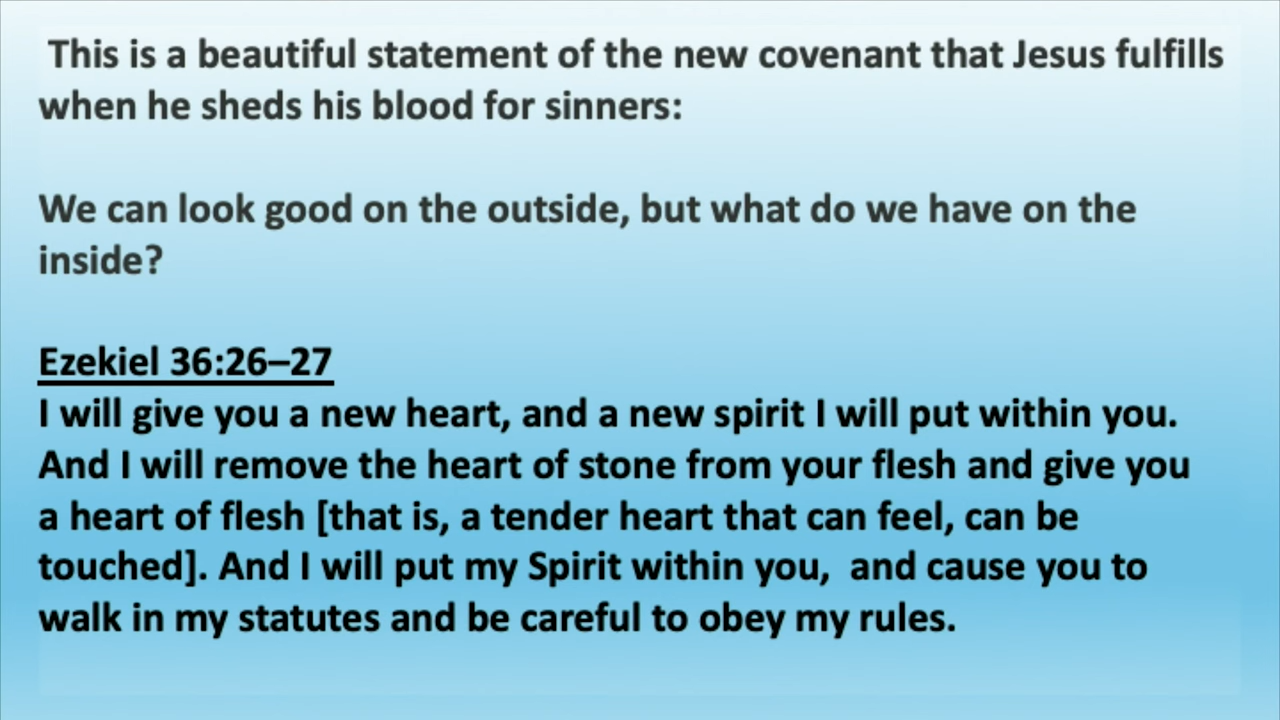 This is a beautiful statement of the new covenant that Jesus fulfills
when he sheds his blood for sinners:
We can look good on the outside, but what do we have on the
inside?
Ezekiel 36:26–27
I will give you a new heart, and a new spirit I will put within you.
And I will remove the heart of stone from your flesh and give you
a heart of flesh [that is, a tender heart that can feel, can be
touched]. And I will put my Spirit within you,  and cause you to
walk in my statutes and be careful to obey my rules.